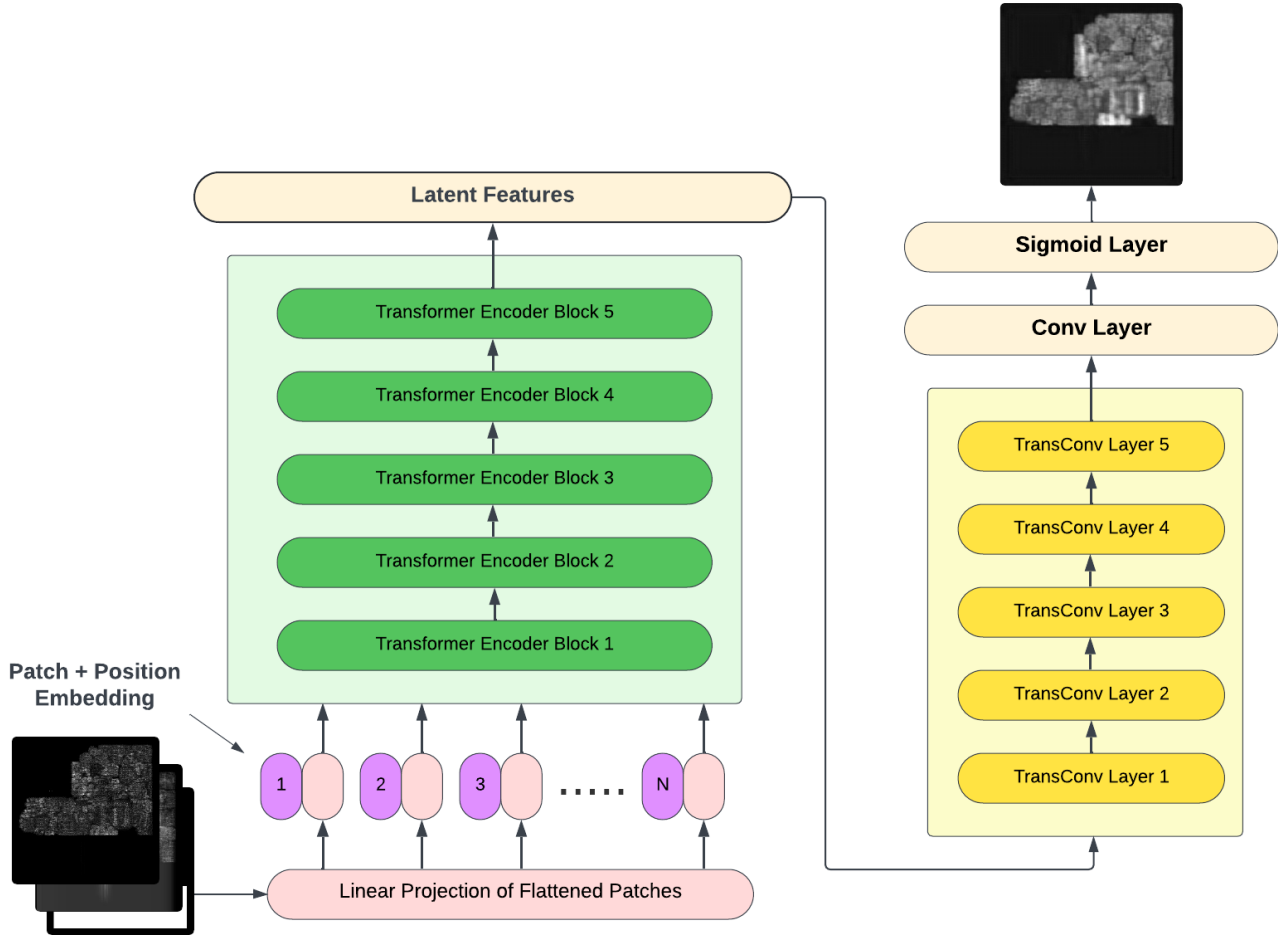 Latent Features
Transformer Encoder Block 5
Transformer Encoder Block 4
Transformer Encoder Block 3
Transformer Encoder Block 2
Transformer Encoder Block 1
Patch + Position
Embedding
1
2
3
.....
N
Linear Projection of Flattened Patches
Sigmoid Layer
Conv Layer
TransConv Layer 5
TransConv Layer 4
TransConv Layer 3
TransConv Layer 2
TransConv Layer 1